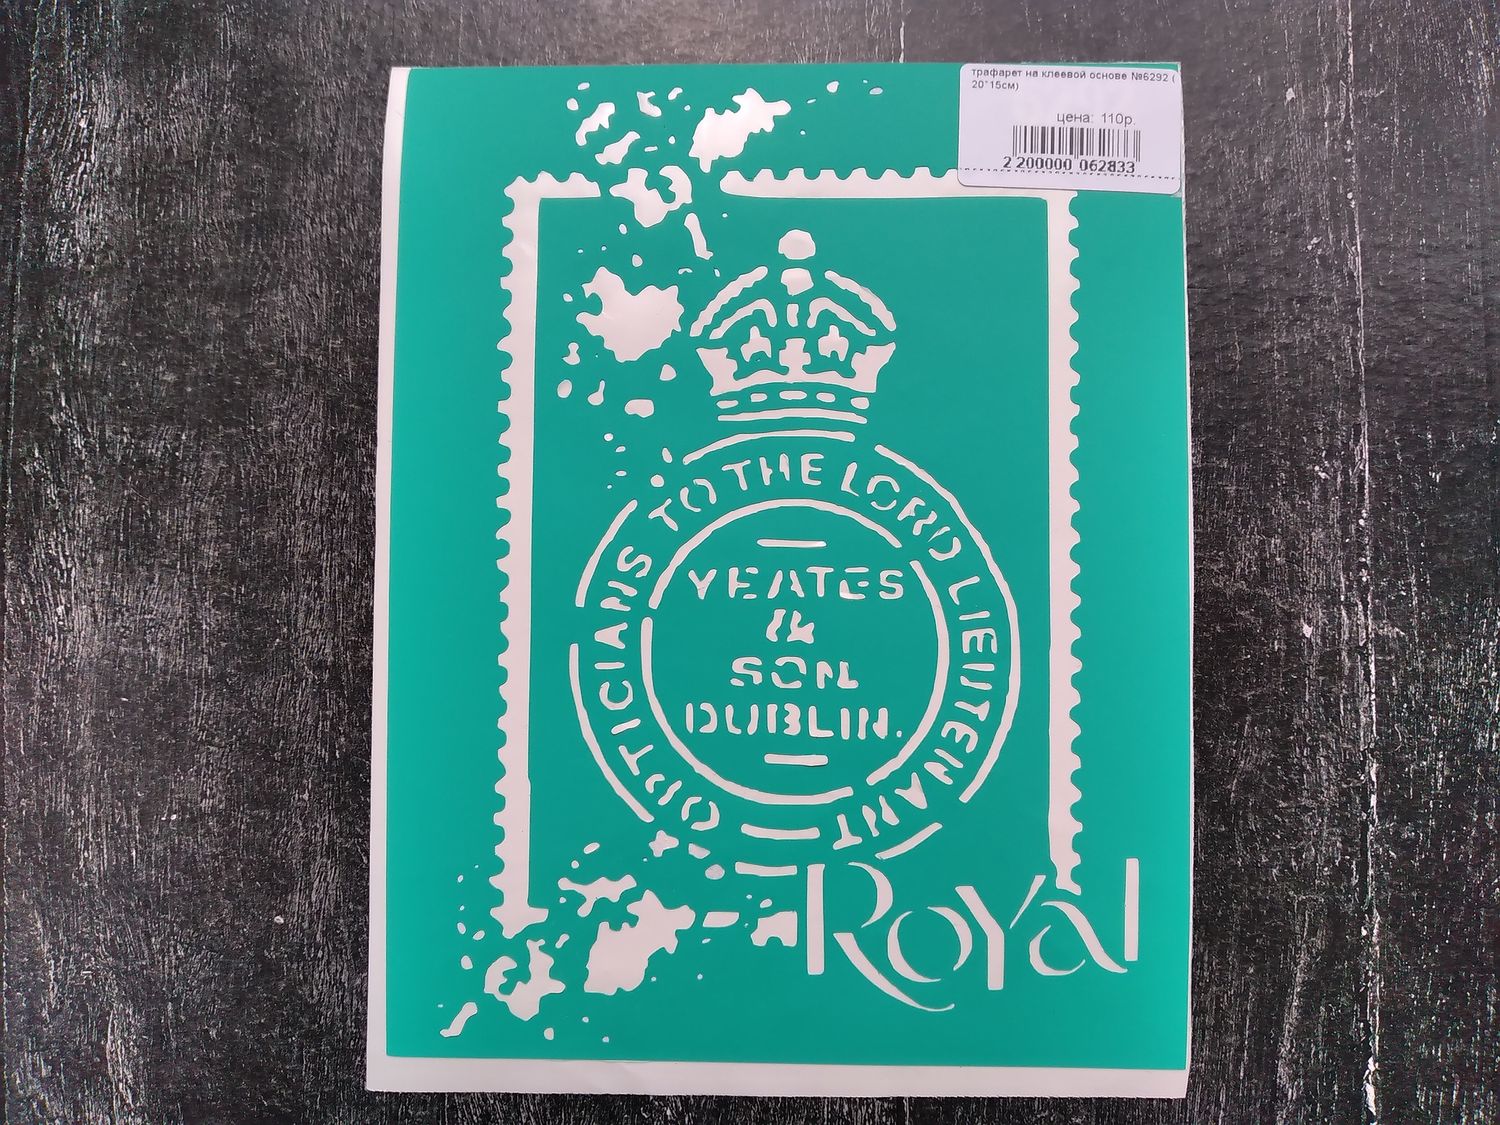 трафарет на клеевой основе №6292 (
20*15см)
цена: 110р.
2 200000 062833
OPTICIANS TO THE LORD LIEITENANT
YEATES
&
SON
DUBLIN.
Royal